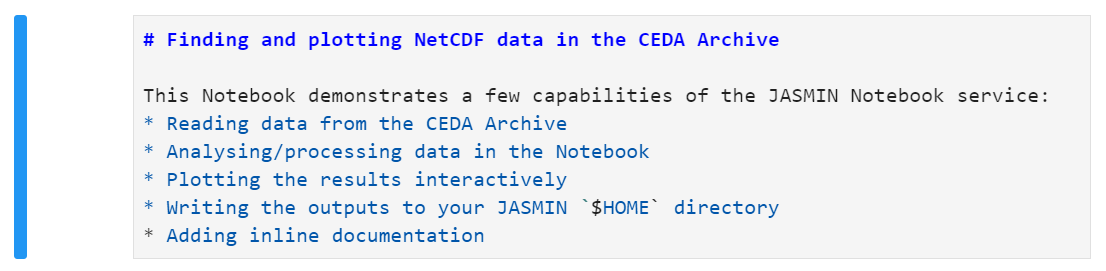 # Finding and plotting NetCDF data in the CEDA Archive
This Notebook demonstrates a few capabilities of the JASMIN Notebook service:
* Reading data from the CEDA Archive
* Analysing/processing data in the Notebook
* Plotting the results interactively
* Writing the outputs to your JASMIN `$HOME` directory
* Adding inline documentation